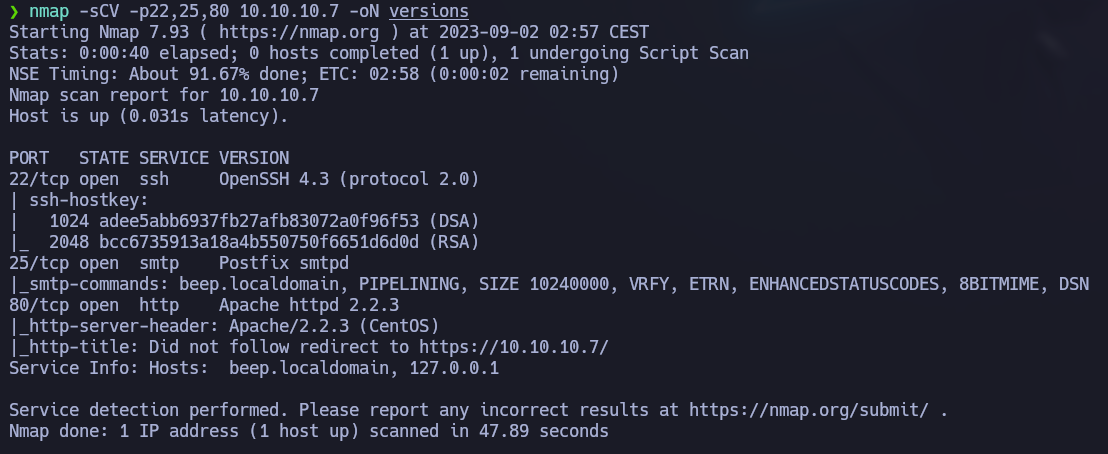 ❯ nmap -sCV -p22,25,80 10.10.10.7 -oN versions
Starting Nmap 7.93 ( https://nmap.org ) at 2023-09-02 02:57 CEST
Stats: 0:00:40 elapsed; 0 hosts completed (1 up), 1 undergoing Script Scan
NSE Timing: About 91.67% done; ETC: 02:58 (0:00:02 remaining)
Nmap scan report for 10.10.10.7
Host is up (0.031s latency).

PORT   STATE SERVICE VERSION
22/tcp open  ssh     OpenSSH 4.3 (protocol 2.0)
| ssh-hostkey:
|   1024 adee5abb6937fb27afb83072a0f96f53 (DSA)
|_  2048 bcc6735913a18a4b550750f6651d6d0d (RSA)
25/tcp open  smtp    Postfix smtpd
|_smtp-commands: beep.localdomain, PIPELINING, SIZE 10240000, VRFY, ETRN, ENHANCEDSTATUSCODES, 8BITMIME, DSN
80/tcp open  http    Apache httpd 2.2.3
|_http-server-header: Apache/2.2.3 (CentOS)
|_http-title: Did not follow redirect to https://10.10.10.7/
Service Info: Hosts:  beep.localdomain, 127.0.0.1

Service detection performed. Please report any incorrect results at https://nmap.org/submit/ .
Nmap done: 1 IP address (1 host up) scanned in 47.89 seconds